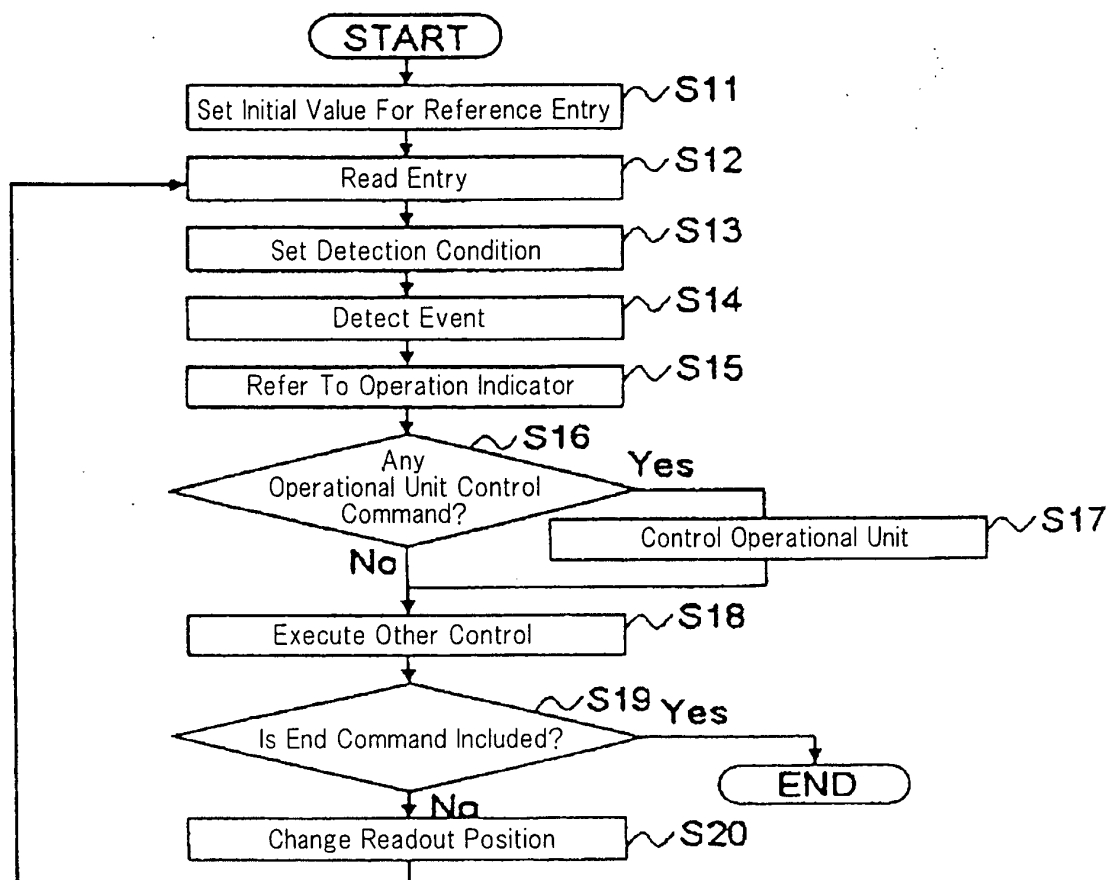 START
Set Initial Value For Reference Entry
S11
Read Entry
S12
Set Detection Condition
S13
Detect Event
S14
Refer To Operation Indicator
S15
S16
Any
Operational Unit Control
Command?
Yes
Control Operational Unit
S17
No
Execute Other Control
S18
S19
Is End Command Included?
Yes
END
No
Change Readout Position
S20